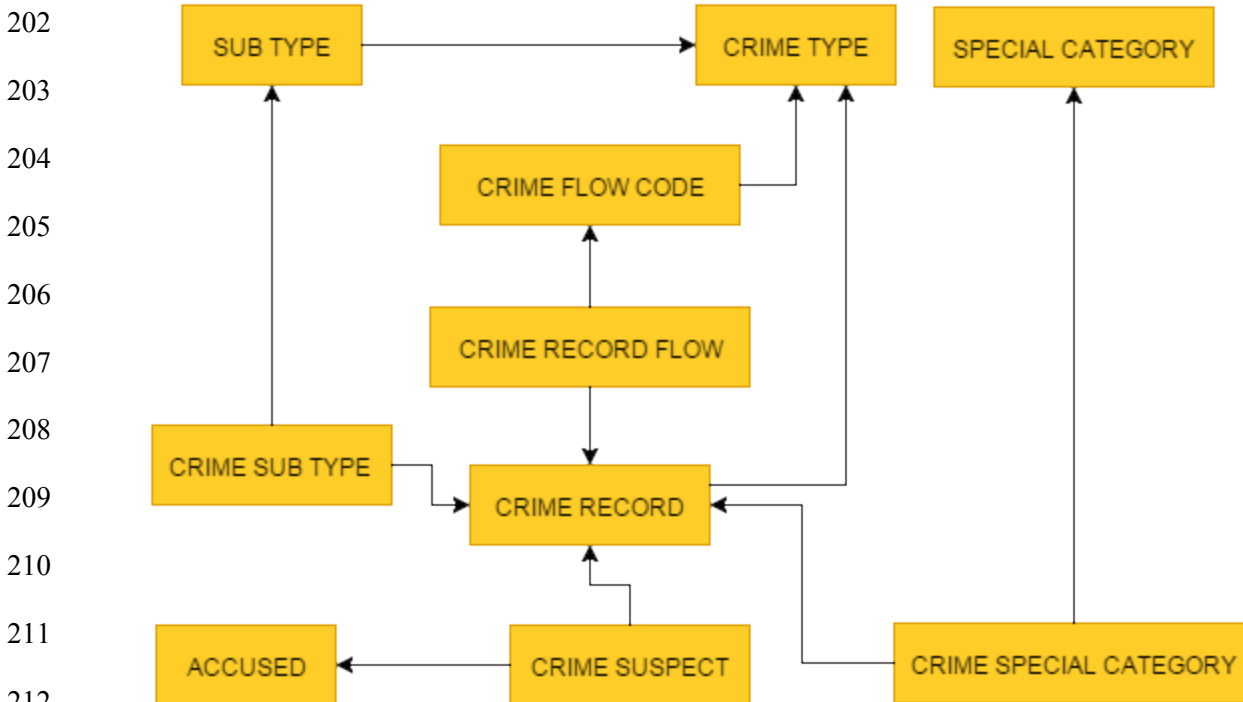 202
SUB TYPE
CRIME TYPE
SPECIAL CATEGORY
203
204
CRIME FLOW CODE
205
206
CRIME RECORD FLOW
207
208
CRIME SUB TYPE
209
CRIME RECORD
210
211
ACCUSED
CRIME SUSPECT
CRIME SPECIAL CATEGORY
212